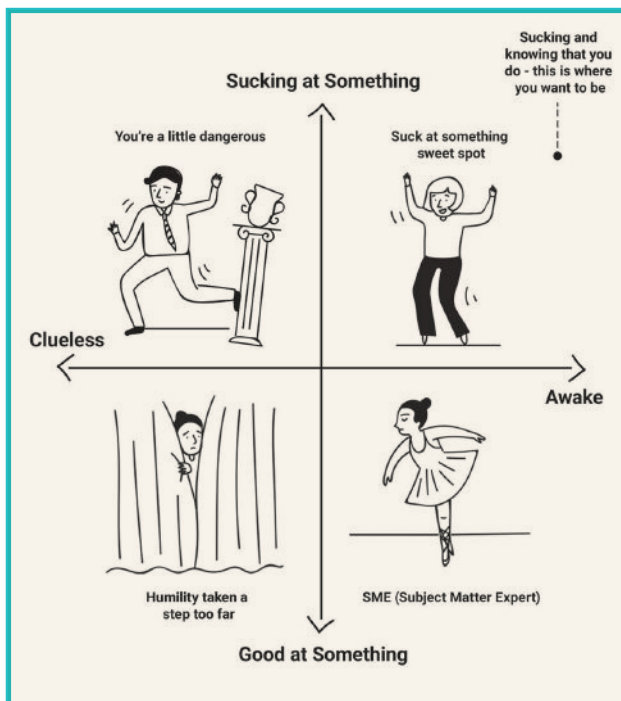 Sucking and
knowing that you
do - this is where
you want to be
Sucking at Something
You're a little dangerous
Suck at something
sweet spot
Clueless
Awake
Humility taken a
step too far
SME (Subject Matter Expert)
Good at Something